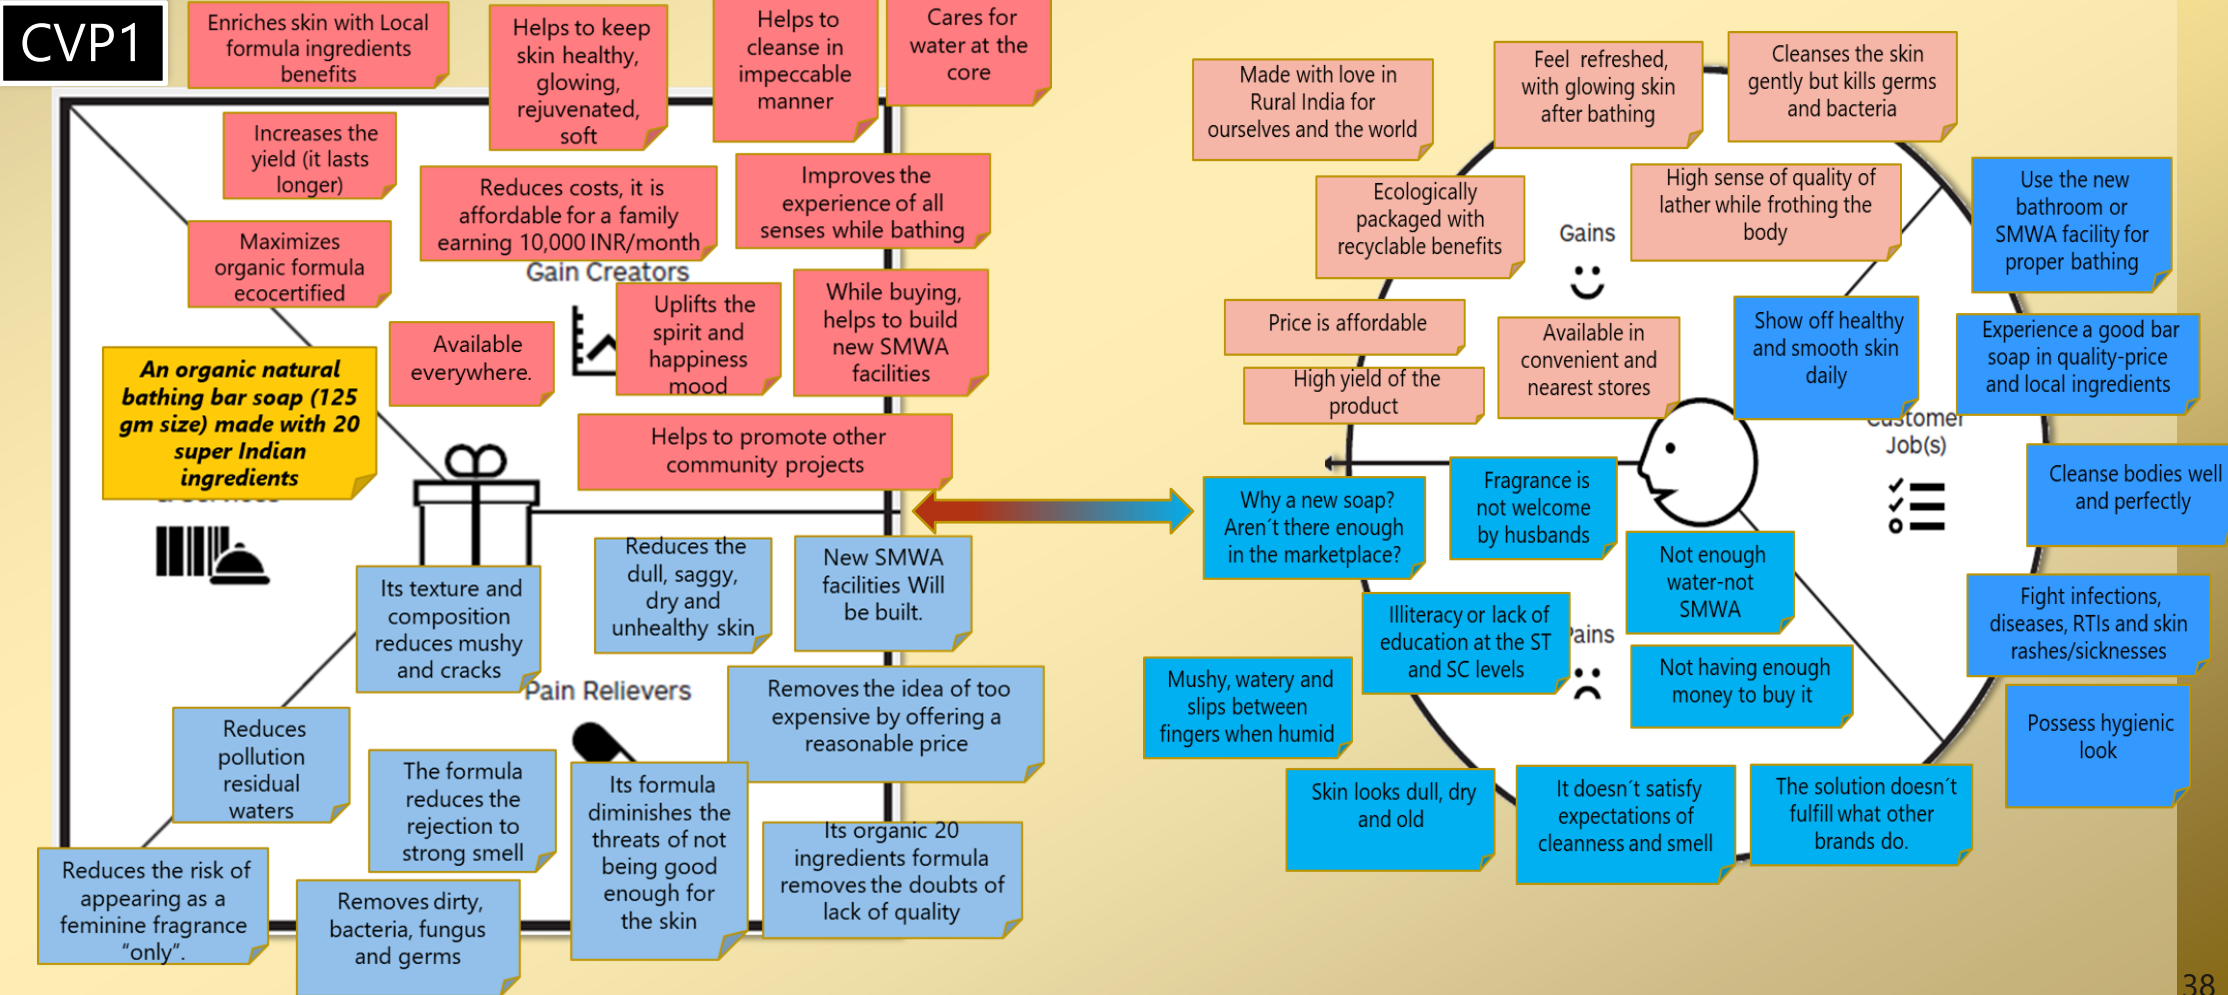 CVP1
Enriches skin with Local
formula ingredients
benefits
Helps to keep
skin healthy,
glowing,
rejuvenated,
soft
Helps to
cleanse in
impeccable
manner
Cares for
water at the
core
Increases the
yield (it lasts
longer)
Reduces costs, it is
affordable for a family
earning 10,000 INR/month
Improves the
experience of all
senses while bathing
Maximizes
organic formula
ecocertified
Gain Creators
Available
everywhere.
Uplifts the
spirit and
happiness
mood
While buying,
helps to build
new SMWA
facilities
An organic natural
bathing bar soap (125
gm size) made with 20
super Indian
ingredients
Helps to promote other
community projects
Its texture and
composition
reduces mushy
and cracks
Reduces the
dull, saggy,
dry and
unhealthy skin
New SMWA
facilities Will
be built.
Pain Relievers
Removes the idea of too
expensive by offering a
reasonable price
Reduces
pollution
residual
waters
The formula
reduces the
rejection to
strong smell
Its formula
diminishes the
threats of not
being good
enough for
the skin
Its organic 20
ingredients formula
removes the doubts of
lack of quality
Reduces the risk of
appearing as a
feminine fragrance
“only”.
Removes dirty,
bacteria, fungus
and germs
Made with love in
Rural India for
ourselves and the world
Feel refreshed,
with glowing skin
after bathing
Cleanses the skin
gently but kills germs
and bacteria
Ecologically
packaged with
recyclable benefits
Gains
High sense of quality of
lather while frothing the
body
Use the new
bathroom or
SMWA facility for
proper bathing
Price is affordable
Available in
convenient and
nearest stores
Show off healthy
and smooth skin
daily
Experience a good bar
soap in quality-price
and local ingredients
High yield of the
product
Customer
Job(s)
Cleanse bodies well
and perfectly
Why a new soap?
Aren´t there enough
in the marketplace?
Fragrance is
not welcome
by husbands
Not enough
water-not
SMWA
Illiteracy or lack of
education at the ST
and SC levels
Pains
Fight infections,
diseases, RTIs and skin
rashes/sicknesses
Mushy, watery and
slips between
fingers when humid
Not having enough
money to buy it
Possess hygienic
look
Skin looks dull, dry
and old
It doesn´t satisfy
expectations of
cleanness and smell
The solution doesn´t
fulfill what other
brands do.
38